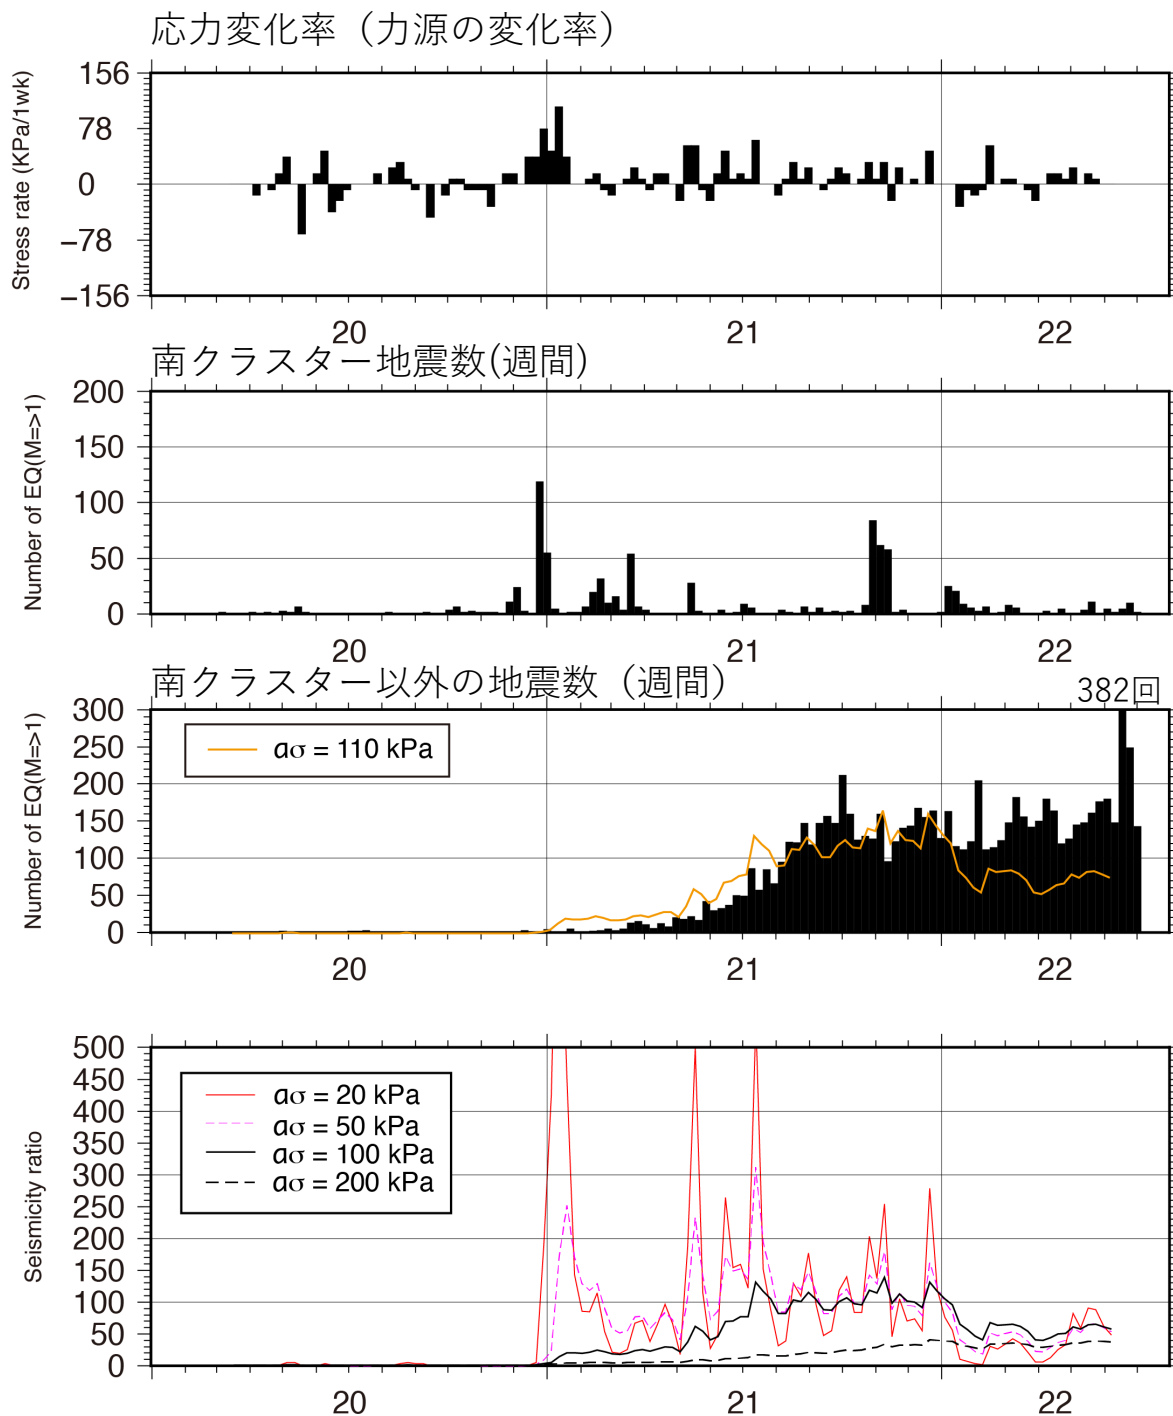 応力変化率（力源の変化率）
Stress rate (KPa/1wk)
156
78
0
−78
−156
20 21 22
南クラスター地震数(週間)
Number of EQ(M=>1)
200
150
100
50
0
20 21 22
南クラスター以外の地震数（週間）
382回
Number of EQ(M=>1)
300
250
200
150
100
50
0
aσ = 110 kPa
20 21 22
Seismicity ratio
500
450
400
350
300
250
200
150
100
50
0
aσ = 20 kPa
aσ = 50 kPa
aσ = 100 kPa
aσ = 200 kPa
20 21 22